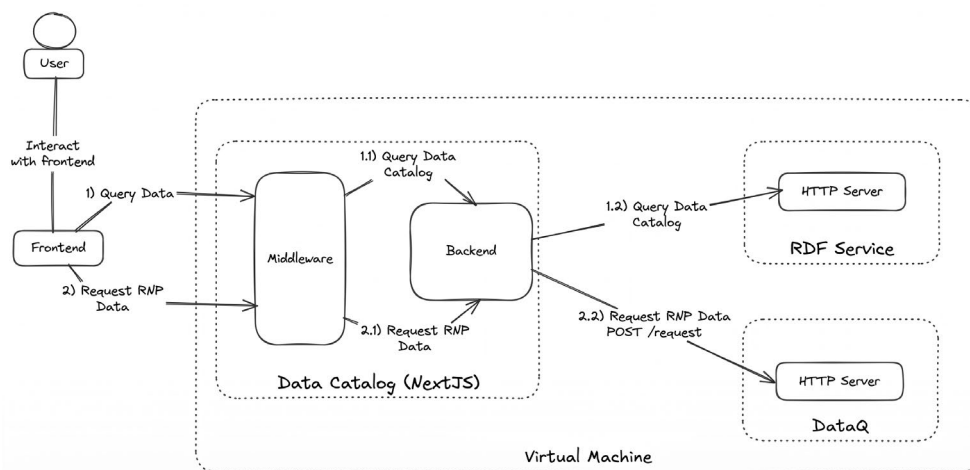 User
Interact
with frontend
1) Query Data
Frontend
2) Request RNP
Data
1.1) Query Data
Catalog
Middleware
Backend
2.1) Request RNP
Data
Data Catalog (NextJS)
1.2) Query Data
Catalog
HTTP Server
RDF Service
2.2) Request RNP Data
POST /request
HTTP Server
DataQ
Virtual Machine